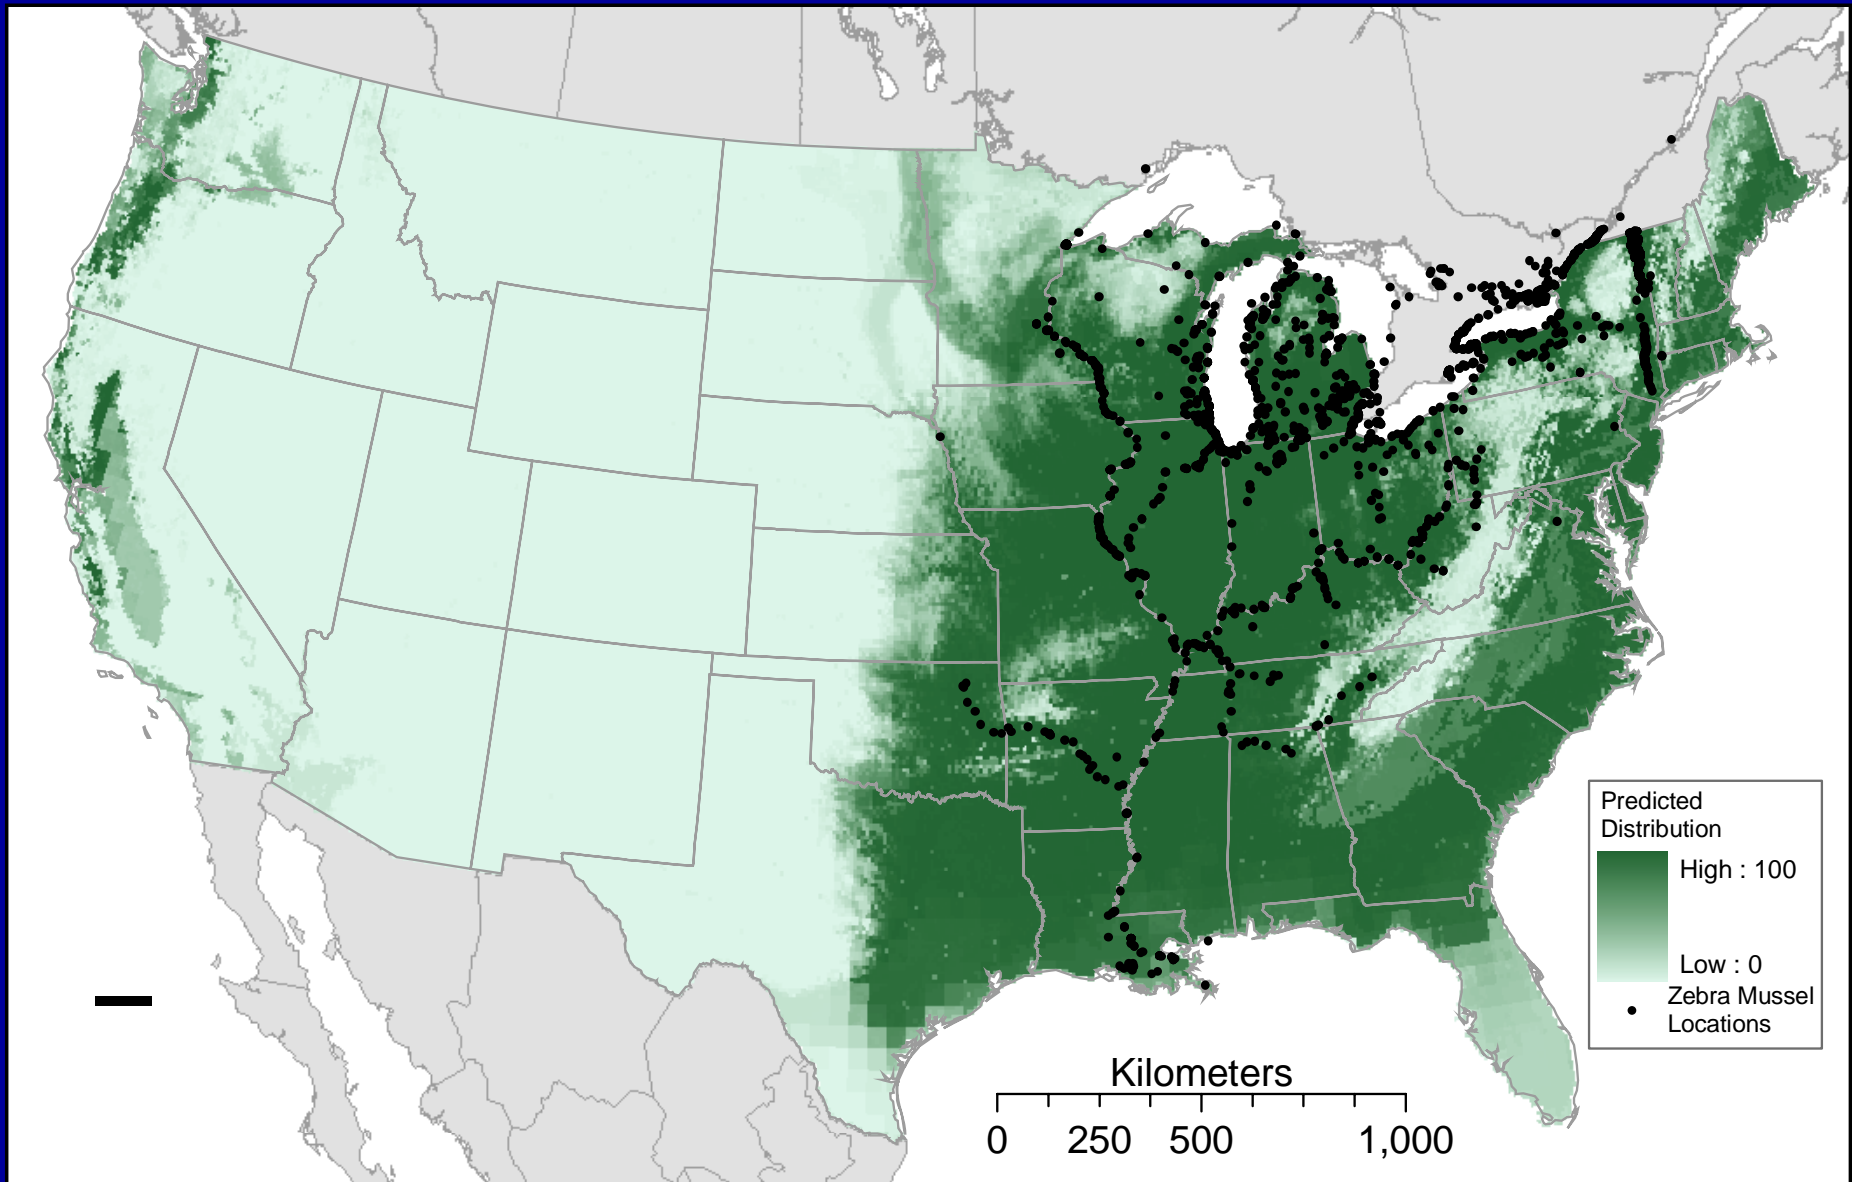 Predicted
Distribution
High : 100
Low : 0
Zebra Mussel
Locations
Kilometers
0 250 500 1,000